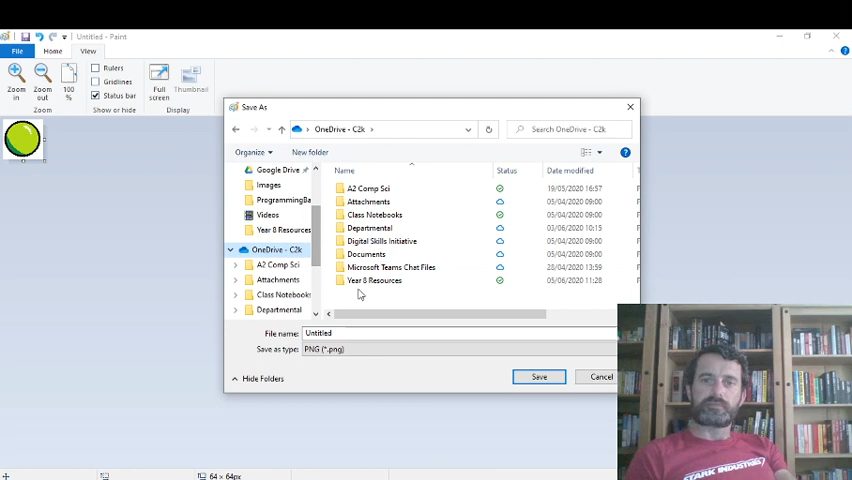 Untitled - Paint
File Home View
Zoom in
Zoom out
100 %
Rulers
Gridlines
Status bar
Full screen
Thumbnail
Zoom
Show or hide
Display
Save As
OneDrive - C2k
Search OneDrive - C2k
Organize New folder
Name Status Date modified
Google Drive
Images
ProgrammingBa
Videos
Year 8 Resources
OneDrive - C2k
A2 Comp Sci
Attachments
Class Notebooks
Departmental
A2 Comp Sci 19/05/2020 16:57
Attachments 05/04/2020 09:00
Class Notebooks 05/04/2020 09:00
Departmental 03/06/2020 10:15
Digital Skills Initiative 05/04/2020 09:00
Documents 05/04/2020 09:00
Microsoft Teams Chat Files 28/04/2020 13:59
Year 8 Resources 05/06/2020 11:28
File name: Untitled
Save as type: PNG (*.png)
Hide Folders
Save
Cancel
64 × 64px
STARK INDUSTRIES